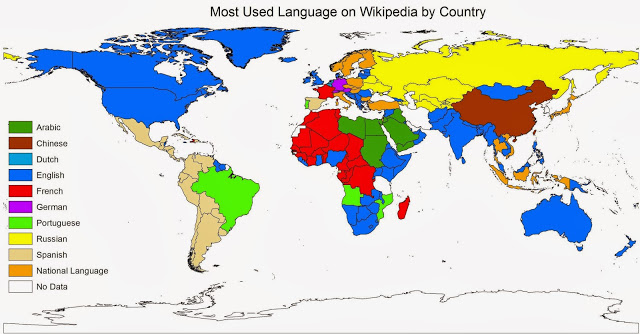 Most Used Language on Wikipedia by Country
Arabic
Chinese
Dutch
English
French
German
Portuguese
Russian
Spanish
National Language
No Data